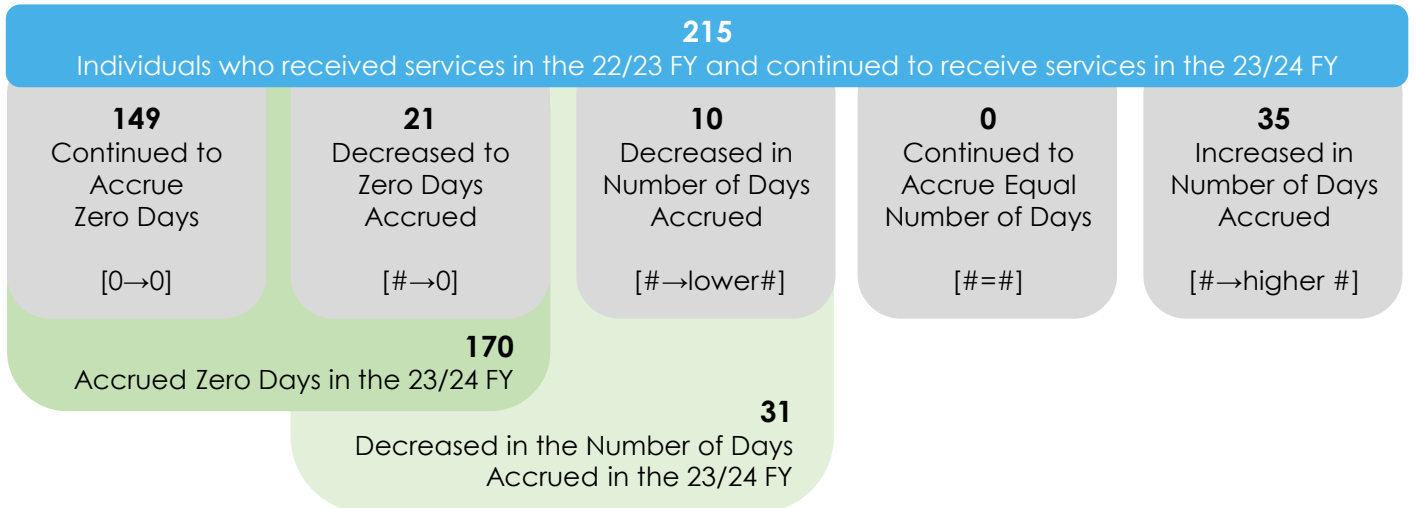 215
Individuals who received services in the 22/23 FY and continued to receive services in the 23/24 FY
149
Continued to
Accrue
Zero Days
[0→0]
21
Decreased to
Zero Days
Accrued
[#→0]
10
Decreased in
Number of Days
Accrued
[#→lower#]
0
Continued to
Accrue Equal
Number of Days
[#=#]
35
Increased in
Number of Days
Accrued
[#→higher #]
170
Accrued Zero Days in the 23/24 FY
31
Decreased in the Number of Days
Accrued in the 23/24 FY